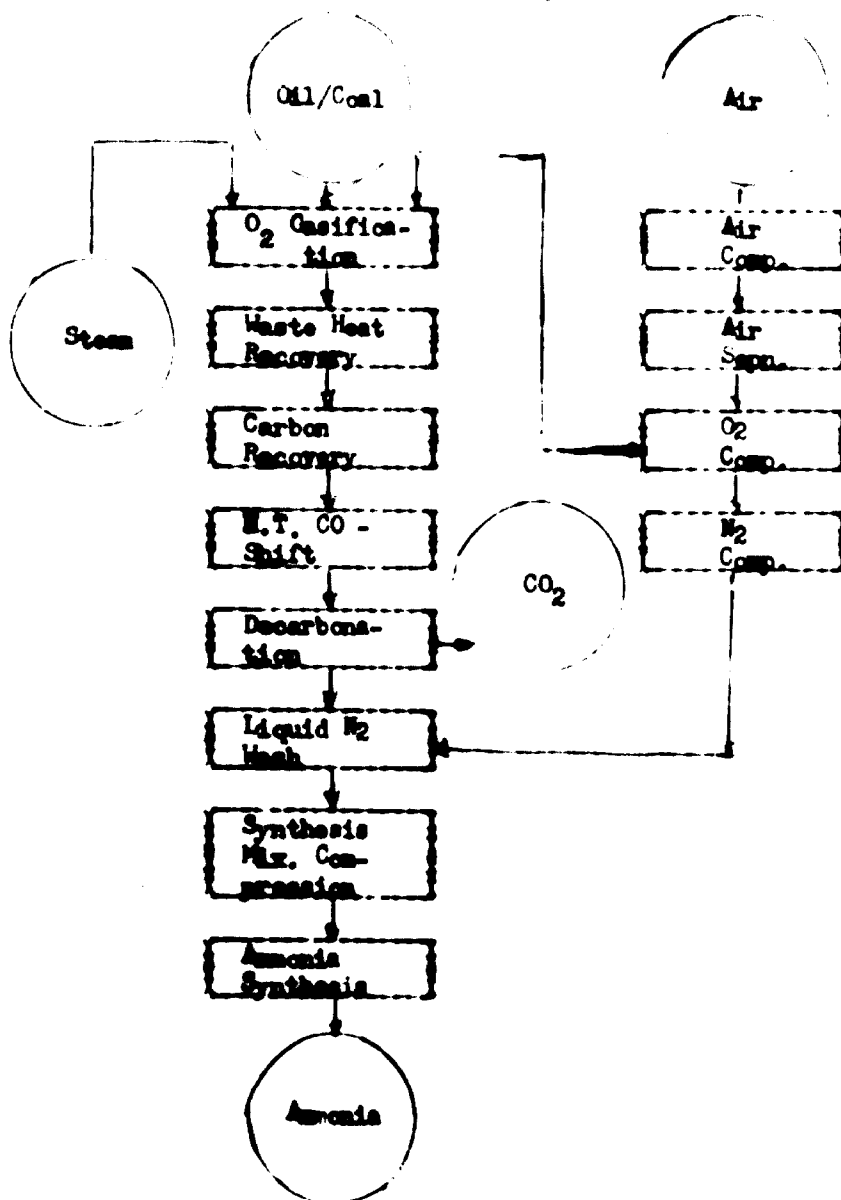 Oil/Coal
Air
O2 Gasifica-
tion
Air
Comp.
Steam
Waste Heat
Recovery
Air
Sepn.
Carbon
Recovery
O2
Comp.
H.T. CO -
Shift
N2
Comp.
CO2
Decarbona-
tion
Liquid N2
Wash
Synthesis
Mix. Com-
pression
Ammonia
Synthesis
Ammonia